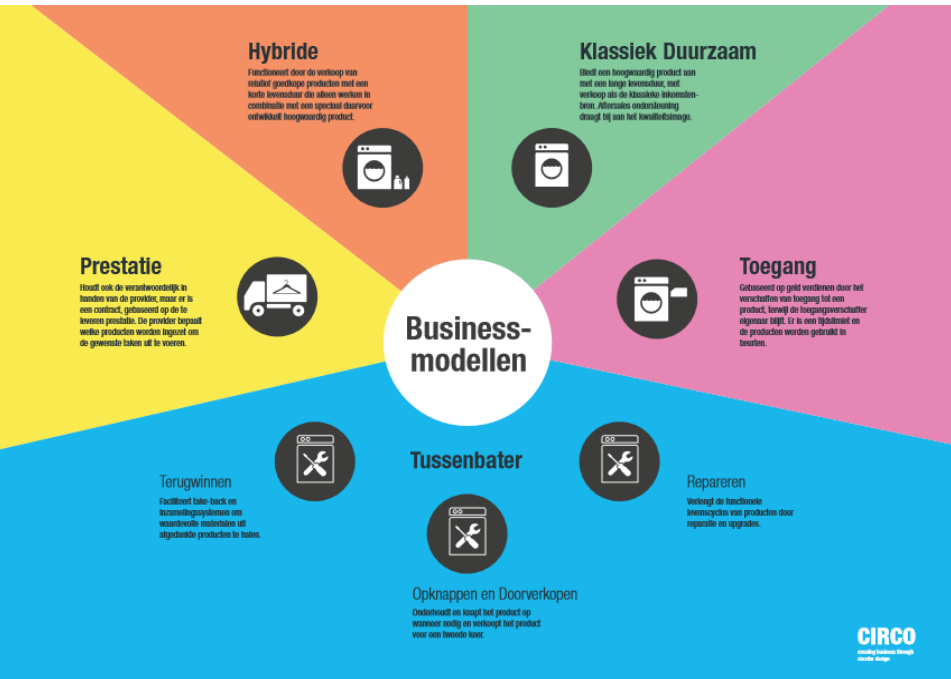 Hybride
Functioneert door de verkoop van
relatief goedkope producten met een
korte levensduur die alleen werken in
combinatie met een speciaal daarvoor
ontwikkelt hoogwaardig product.
Klassiek Duurzaam
Biedt een hoogwaardig product aan
met een lange levensduur, met
verkoop als de klassieke inkomsten-
bron. Aftersales ondersteuning
draagt bij aan het kwaliteitsimago.
Prestatie
Houdt ook de verantwoordelijk in
handen van de provider, maar er is
een contract, gebaseerd op de te
leveren prestatie. De provider bepaalt
welke producten worden ingezet om
de gewenste taken uit te voeren.
Toegang
Gebaseerd op geld verdienen door het
verschaffen van toegang tot een
product, terwijl de toegangsverschaffer
eigenaar blijft. Er is een tijdslimiet en
de producten worden gebruikt in
beurten.
Business-
modellen
Tussenbater
Terugwinnen
Faciliteert take-back en
inzamelingssystemen om
waardevolle materialen uit
afgedankte producten te halen.
Repareren
Verlengt de functionele
levenscyclus van producten door
reparatie en upgrades.
Opknappen en Doorverkopen
Onderhoudt en knapt het product op
wanneer nodig en verkoopt het product
voor een tweede keer.
CIRCO
creating business through
circular design